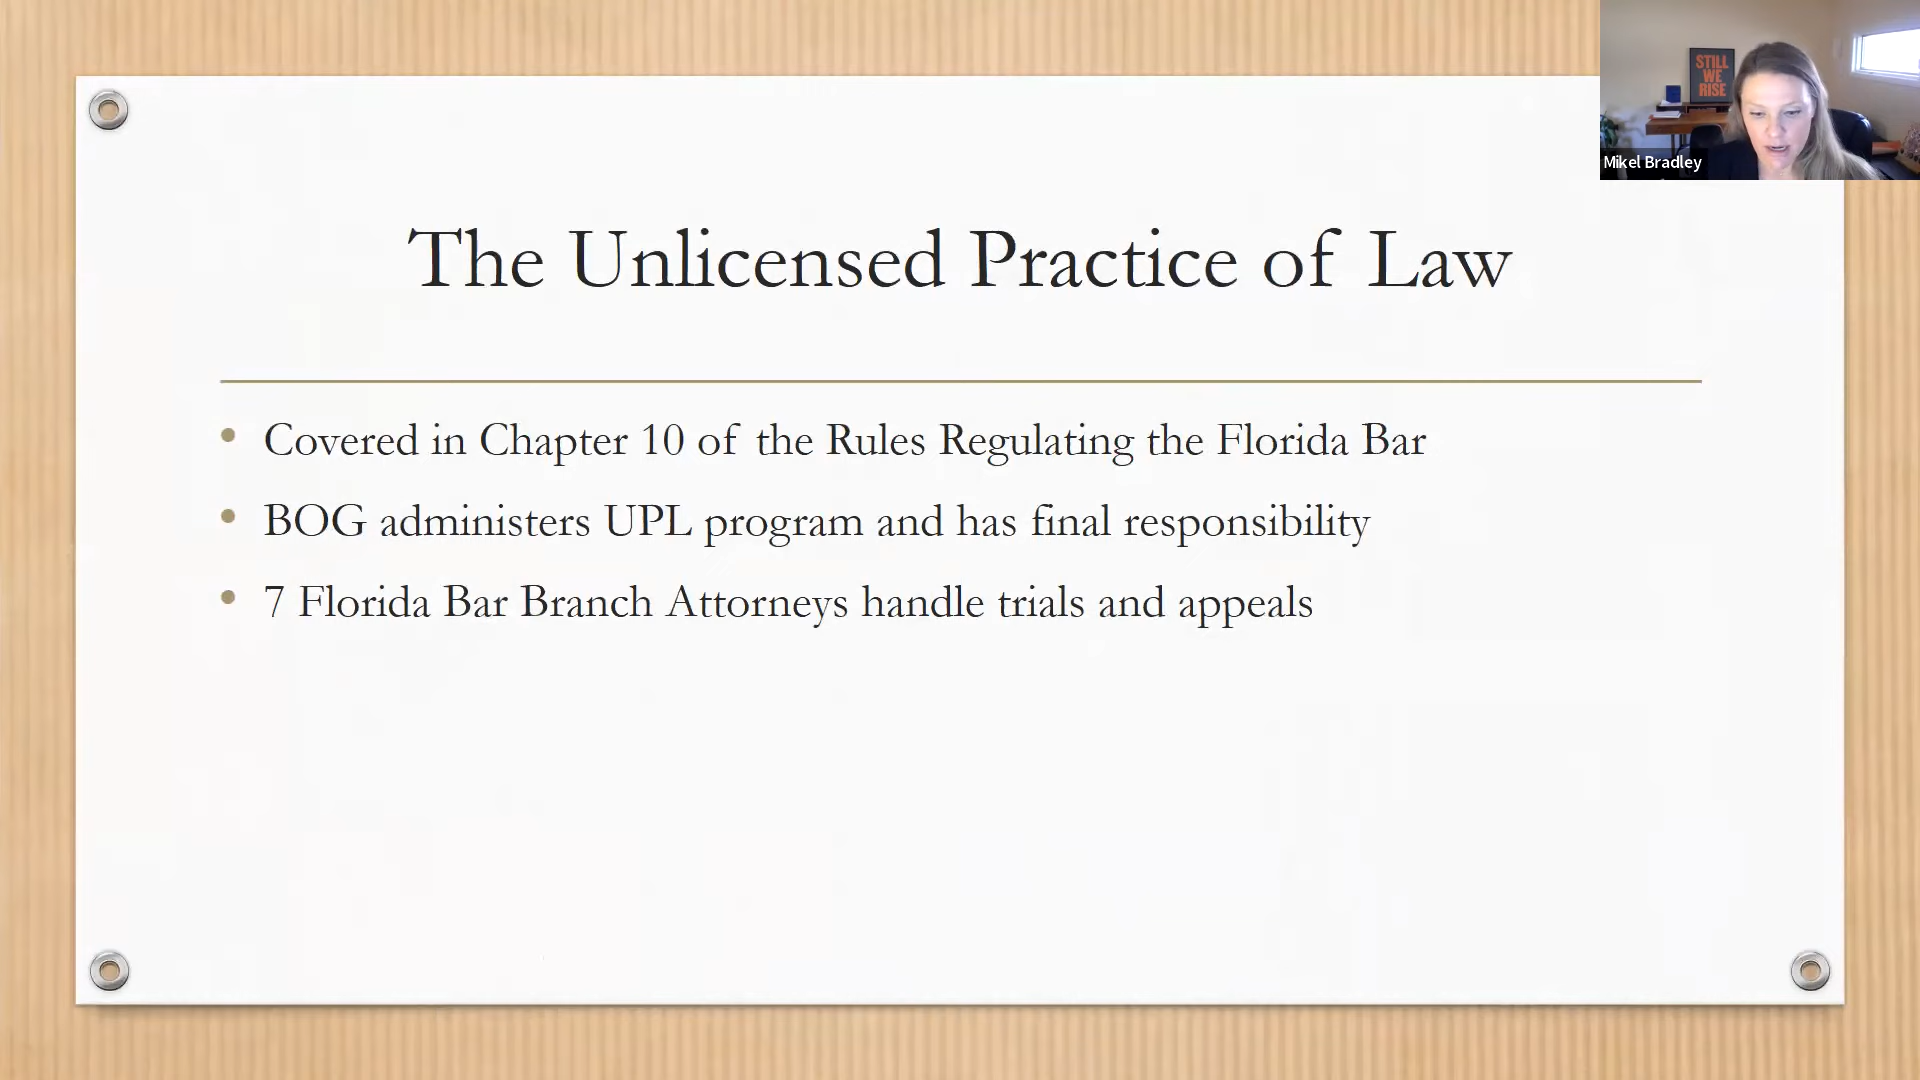 STILL
WE
RISE
Mikel Bradley
The Unlicensed Practice of Law
• Covered in Chapter 10 of the Rules Regulating the Florida Bar
• BOG administers UPL program and has final responsibility
• 7 Florida Bar Branch Attorneys handle trials and appeals